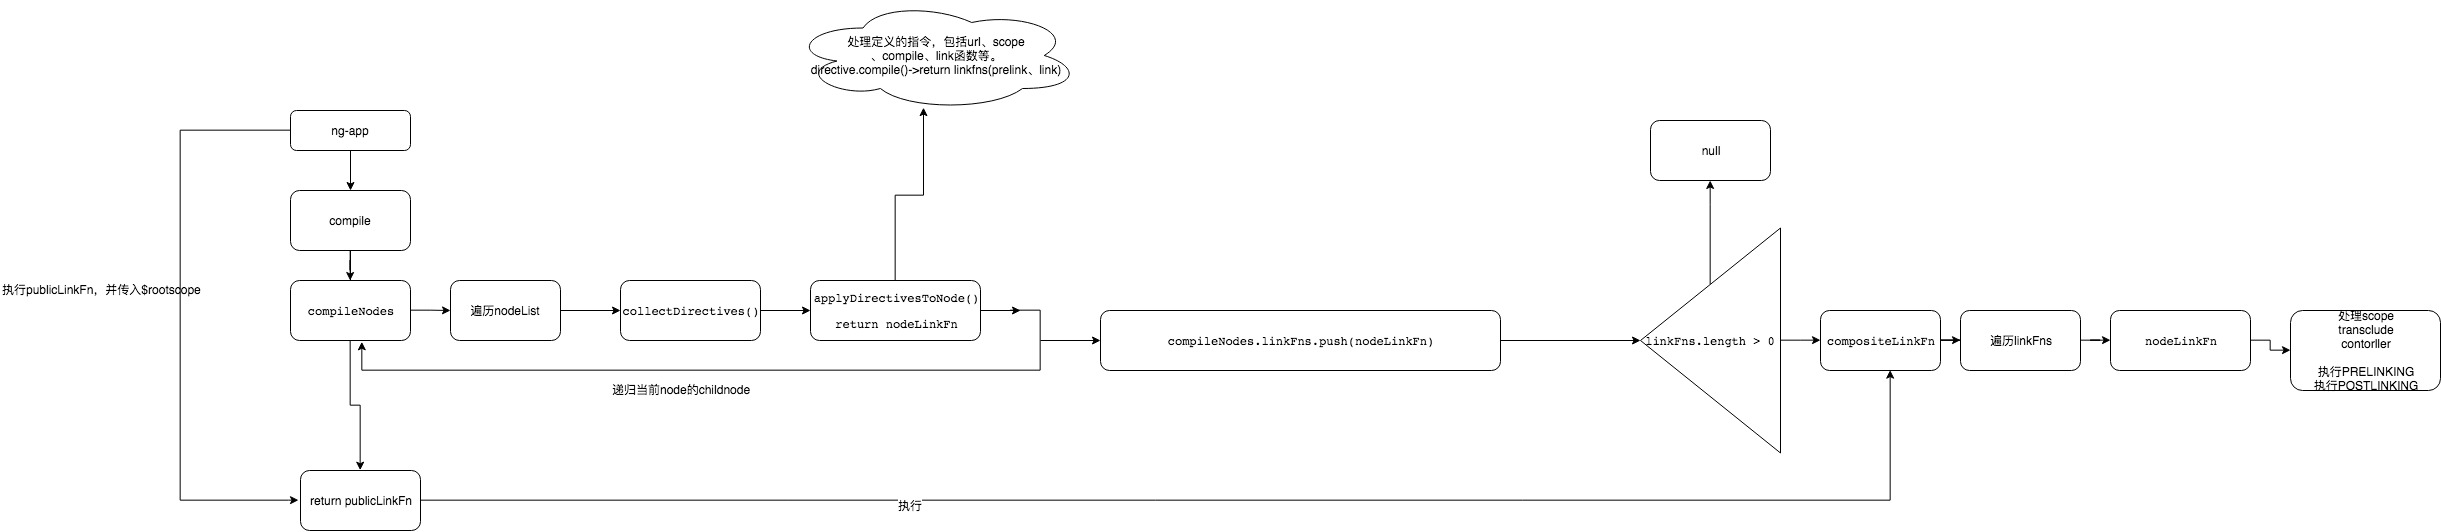 处理定义的指令，包括url、scope
、compile、link函数等。
directive.compile()->return linkfns(prelink、link)
ng-app
null
compile
执行publicLinkFn，并传入$rootscope
compileNodes
遍历nodeList
collectDirectives()
applyDirectivesToNode()
return nodeLinkFn
compileNodes.linkFns.push(nodeLinkFn)
linkFns.length > 0
compositeLinkFn
遍历linkFns
nodeLinkFn
处理scope
transclude
contorller
执行PRELINKING
执行POSTLINKING
递归当前node的childnode
return publicLinkFn
执行